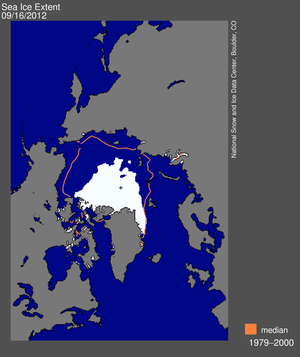 Sea Ice Extent
09/16/2012
National Snow and Ice Data Center, Boulder, CO
median
1979–2000